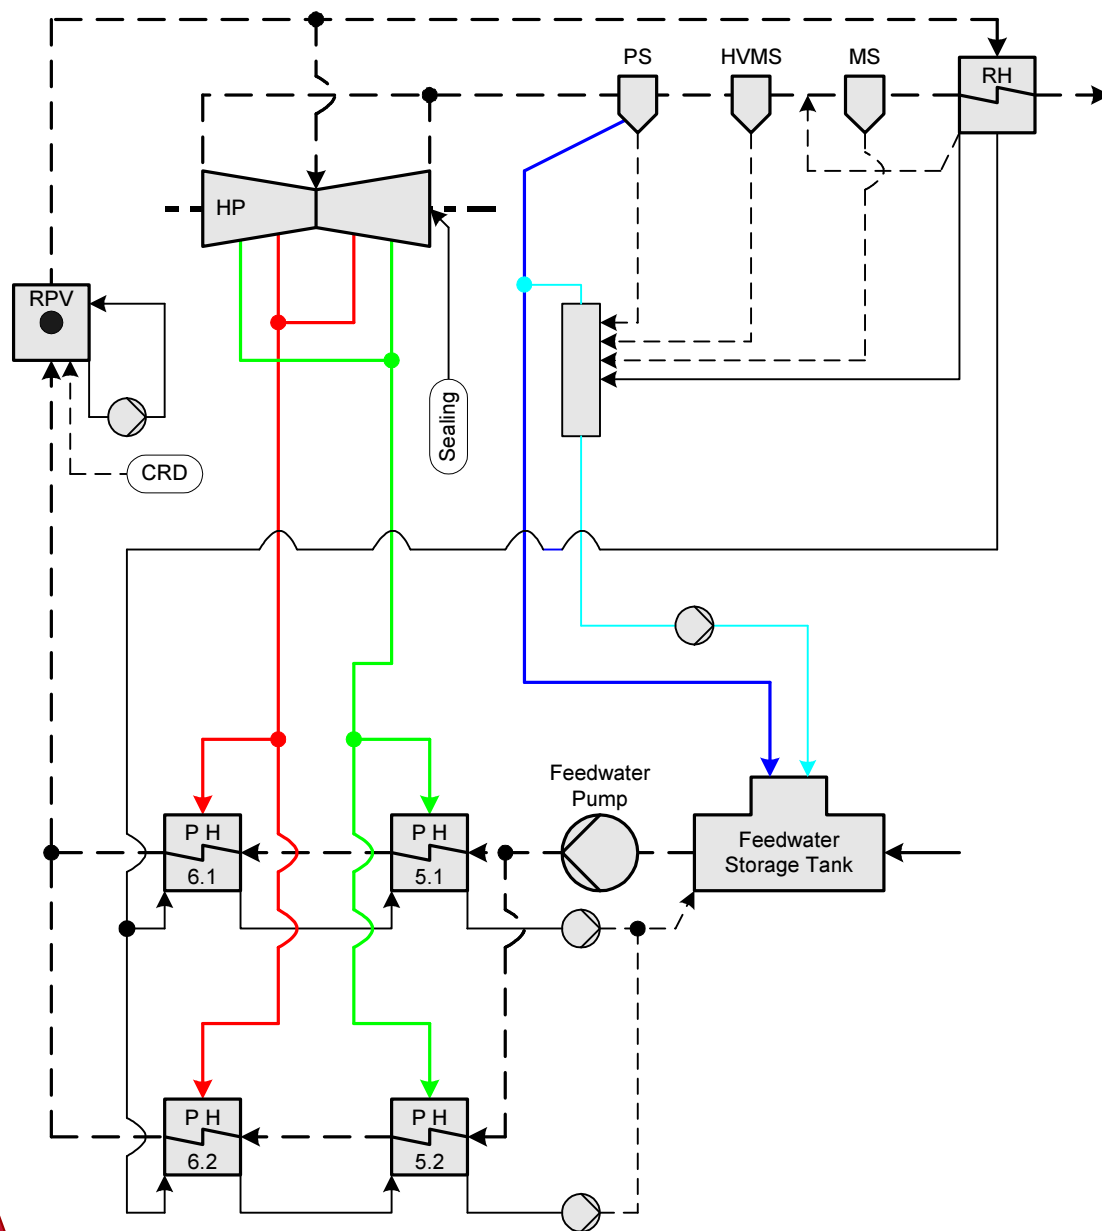 PS
HVMS
MS
RH
HP
RPV
Sealing
CRD
Feedwater
Pump
P H
6.1
P H
5.1
Feedwater
Storage Tank
P H
6.2
P H
5.2